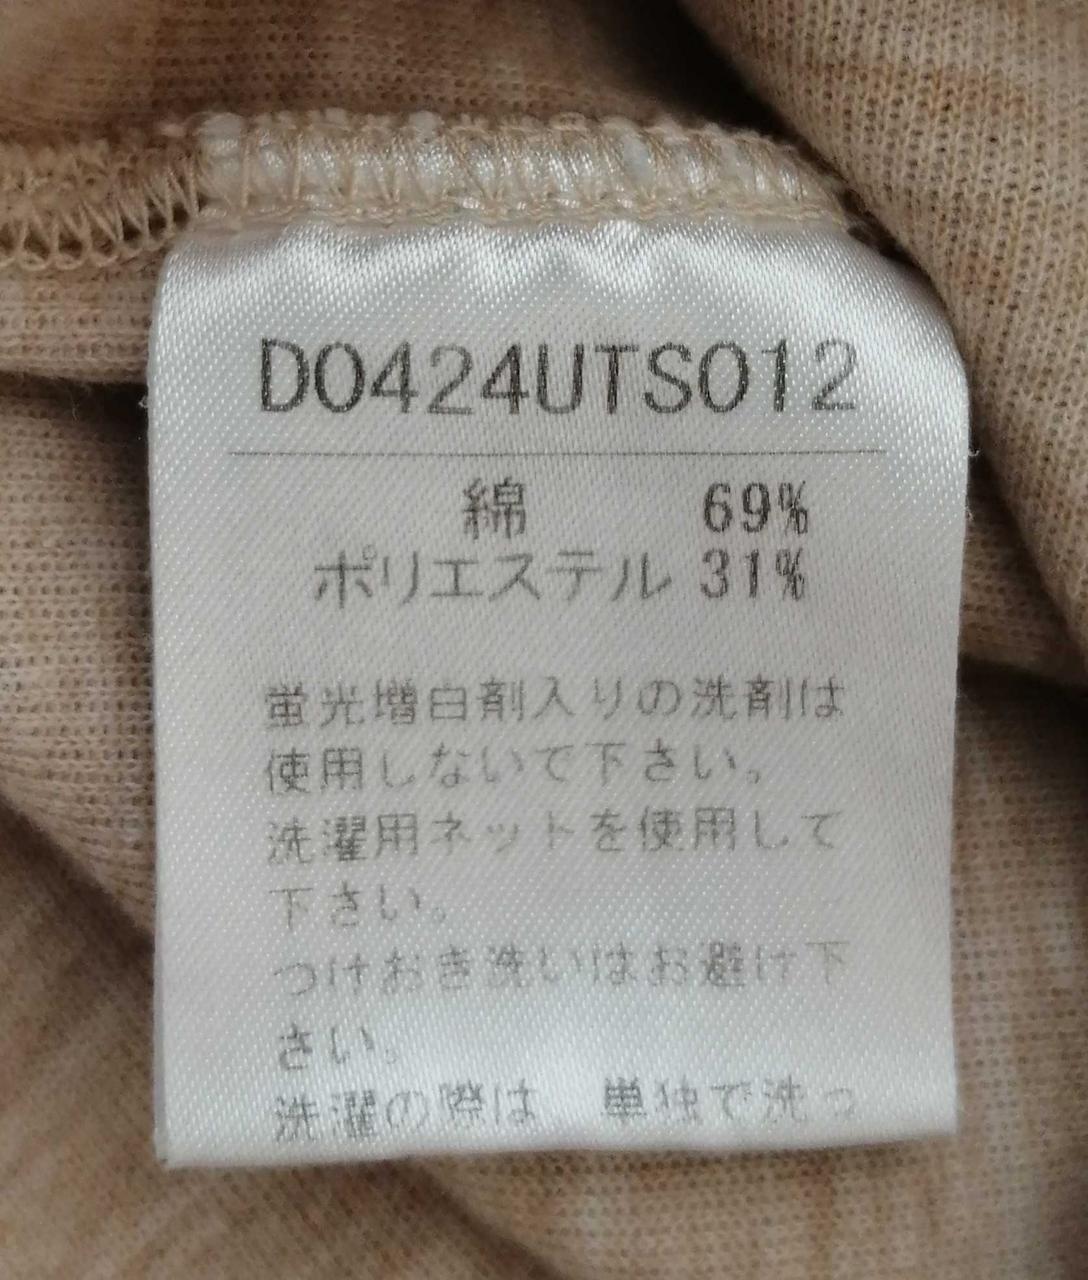 D0424UTS012
綿 69%
ポリエステル 31%
蛍光増白剤入りの洗剤は
使用しないで下さい。
洗濯用ネットを使用して
下さい。
つけおき洗いはお避け下
さい。
洗濯の際は 単独で洗っ